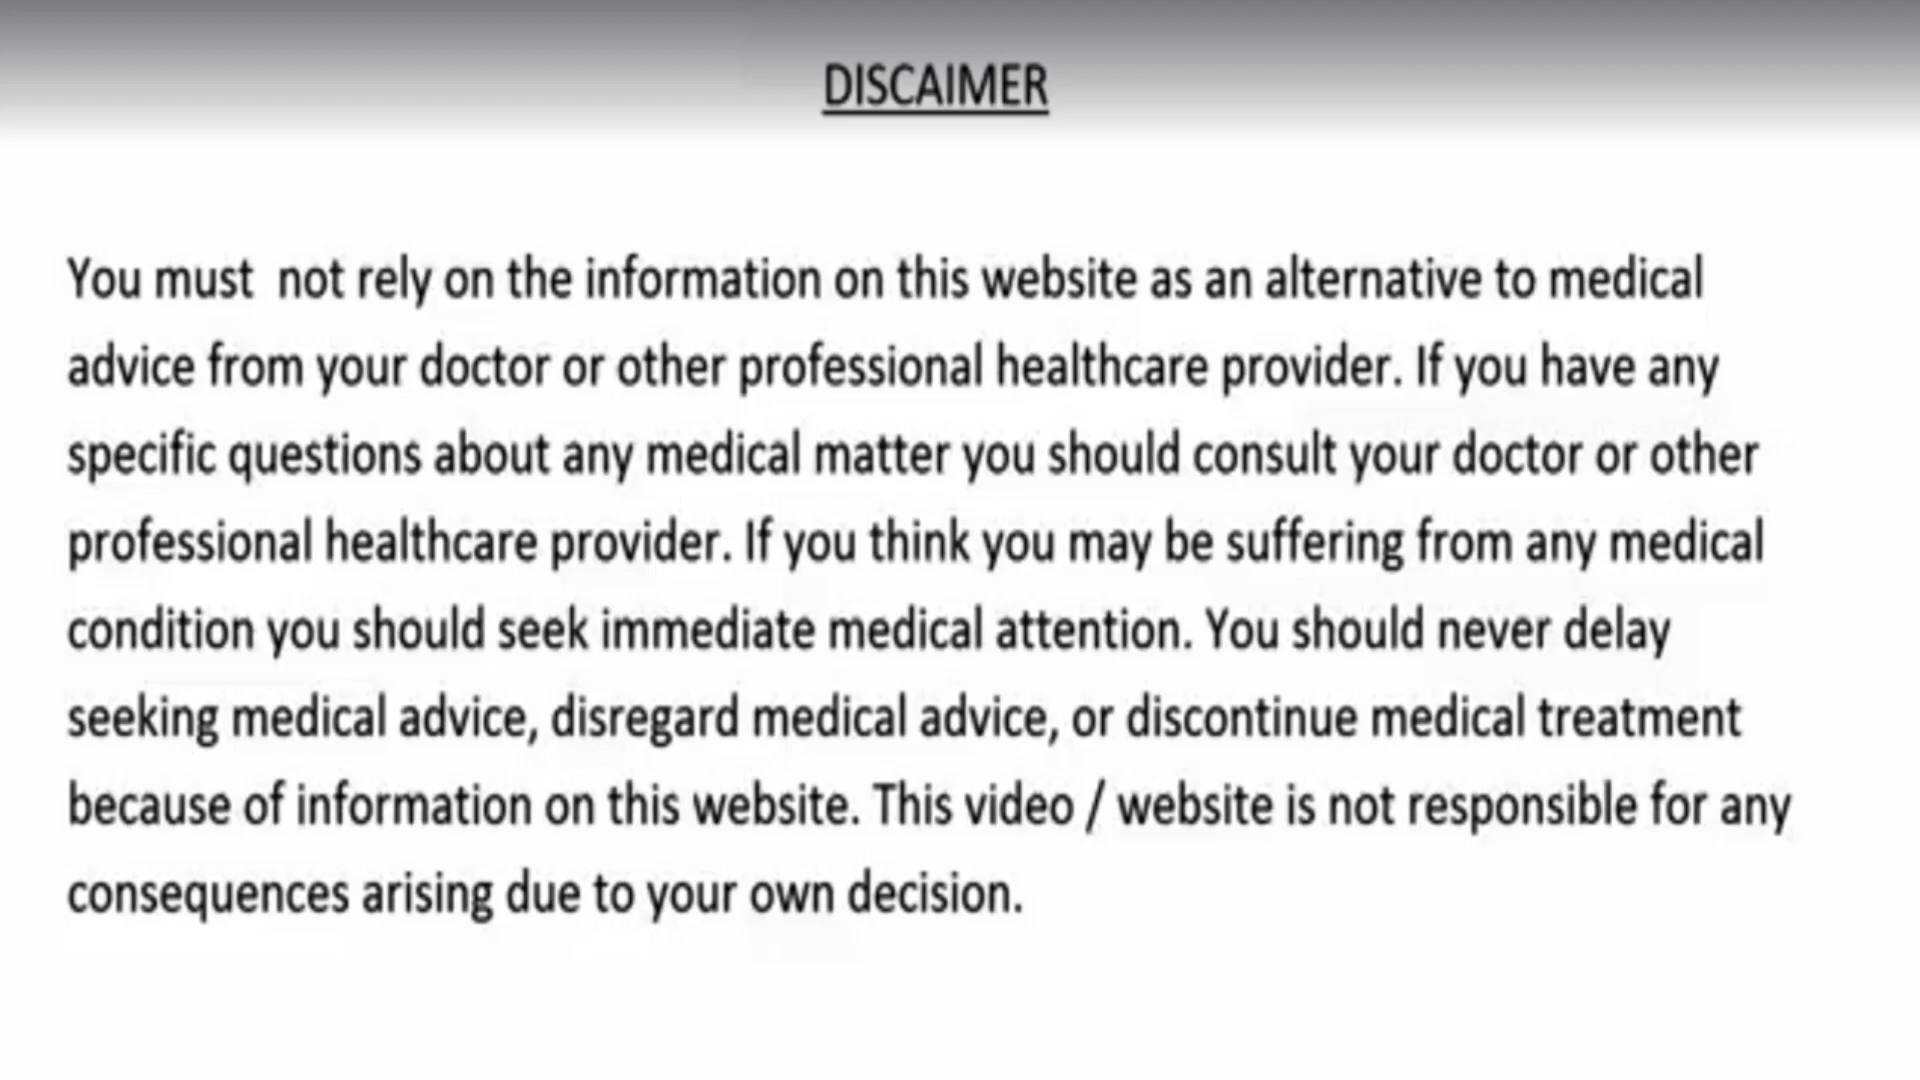 DISCAIMER
You must  not rely on the information on this website as an alternative to medical
advice from your doctor or other professional healthcare provider. If you have any
specific questions about any medical matter you should consult your doctor or other
professional healthcare provider. If you think you may be suffering from any medical
condition you should seek immediate medical attention. You should never delay
seeking medical advice, disregard medical advice, or discontinue medical treatment
because of information on this website. This video / website is not responsible for any
consequences arising due to your own decision.